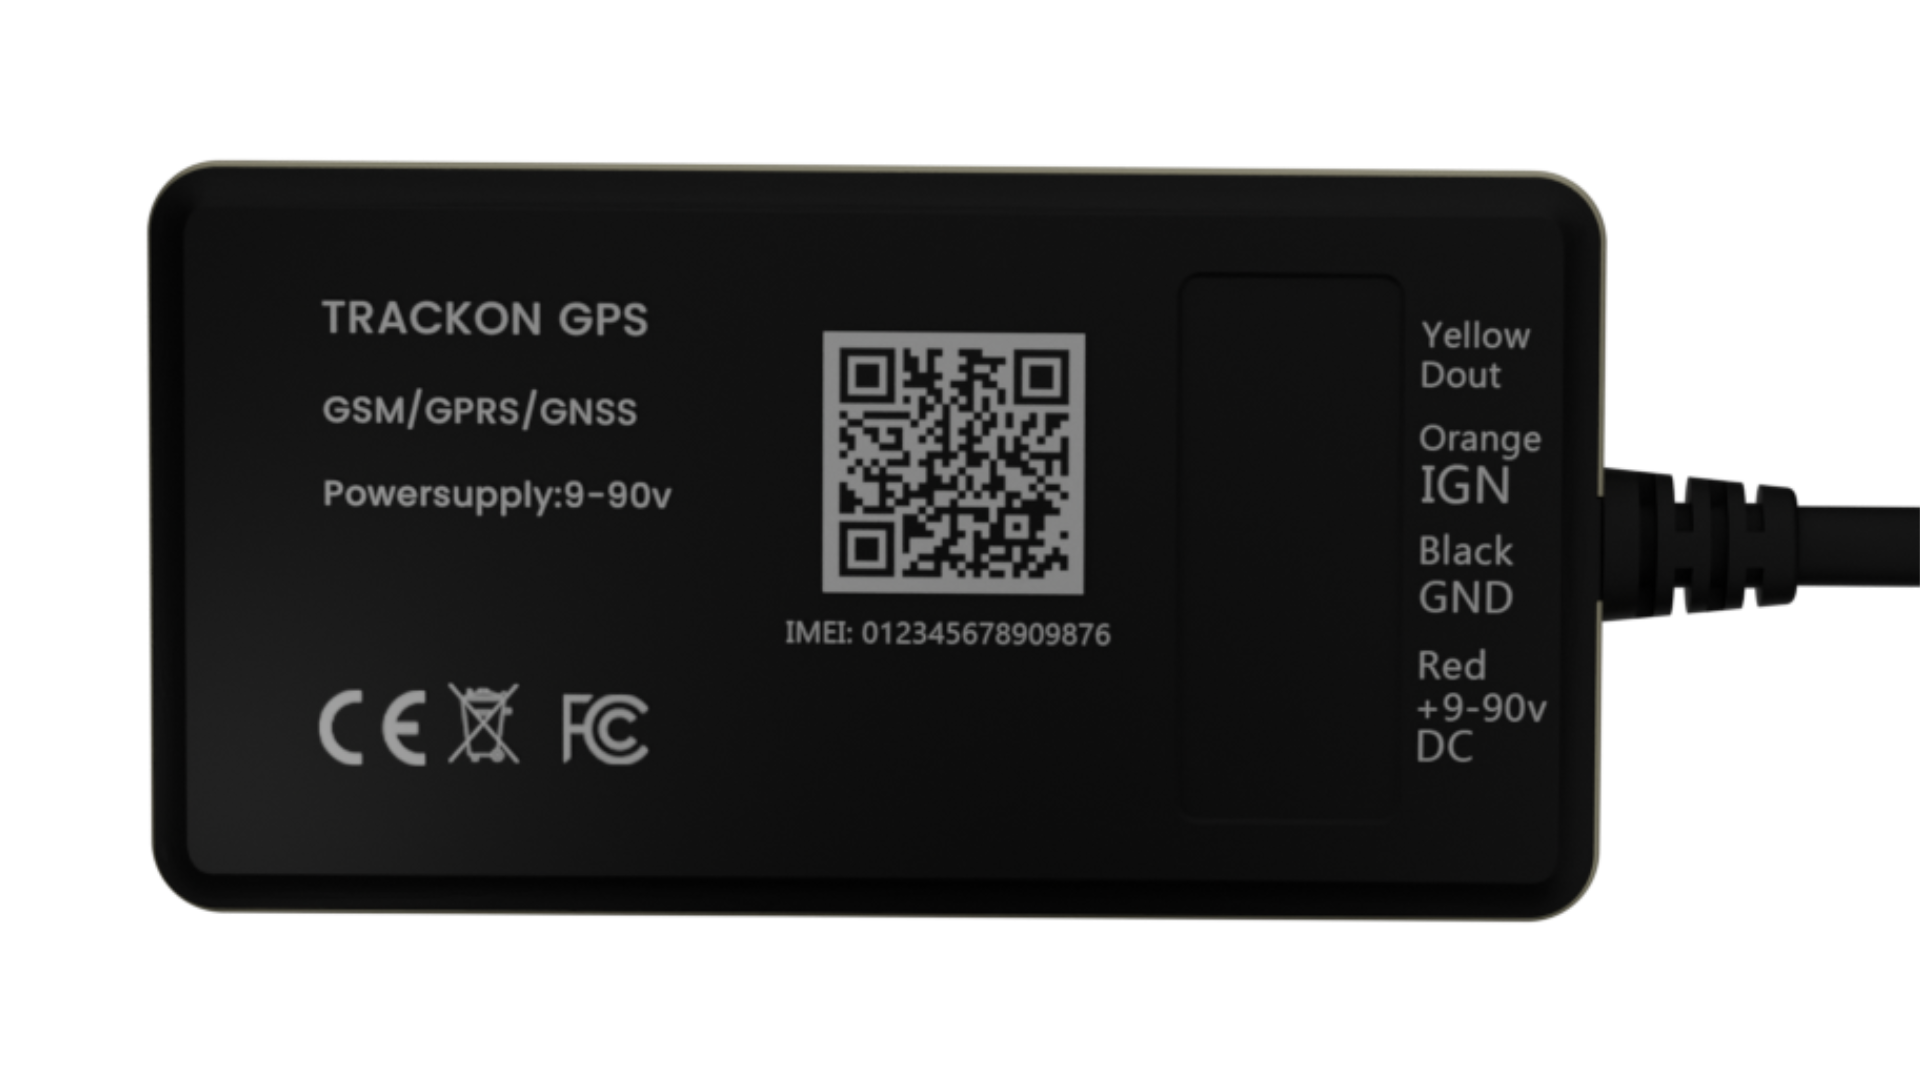 TRACKON GPS
GSM/GPRS/GNSS
Powersupply:9-90v
CE
FC
IMEI: 012345678909876
Yellow
Dout
Orange
IGN
Black
GND
Red
+9-90v
DC